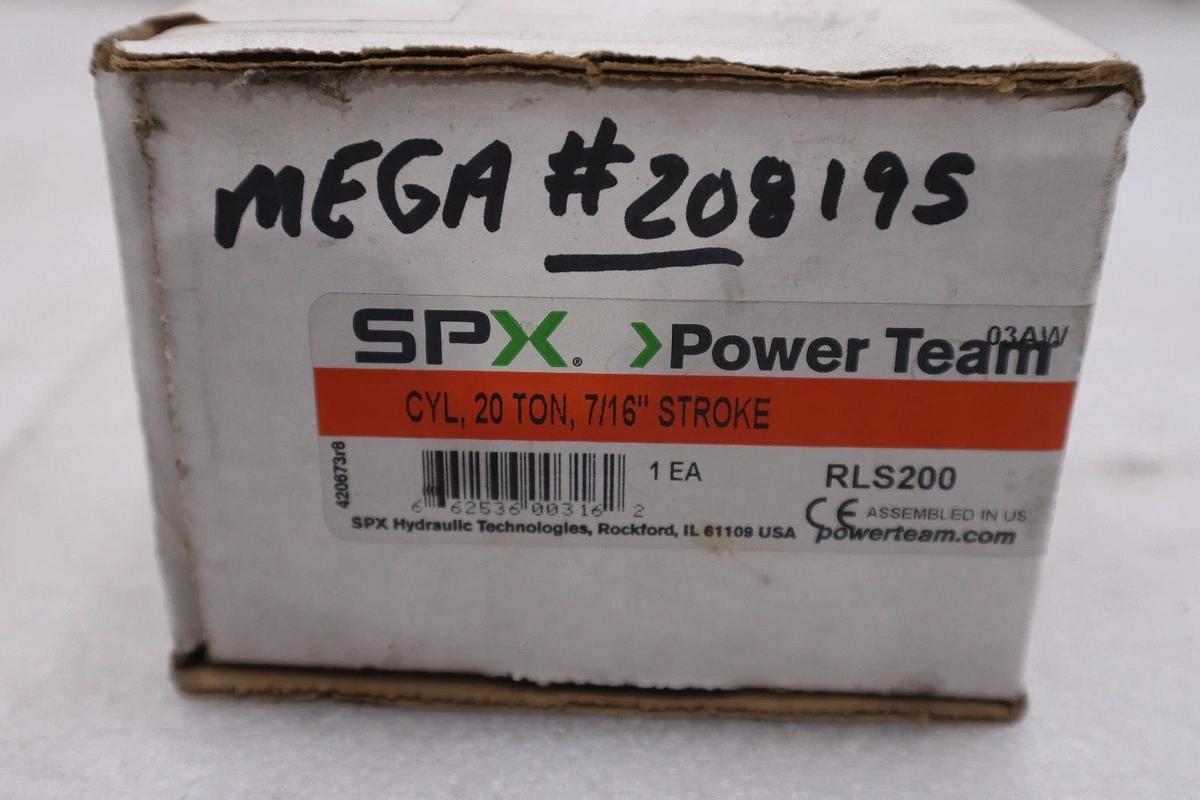 MEGA #208195
SPX® >Power Team 03AW
CYL, 20 TON, 7/16" STROKE
420673r8
1 EA
RLS200
6 62536 00316 2
CE ASSEMBLED IN US
SPX Hydraulic Technologies, Rockford, IL 61109 USA
powerteam.com